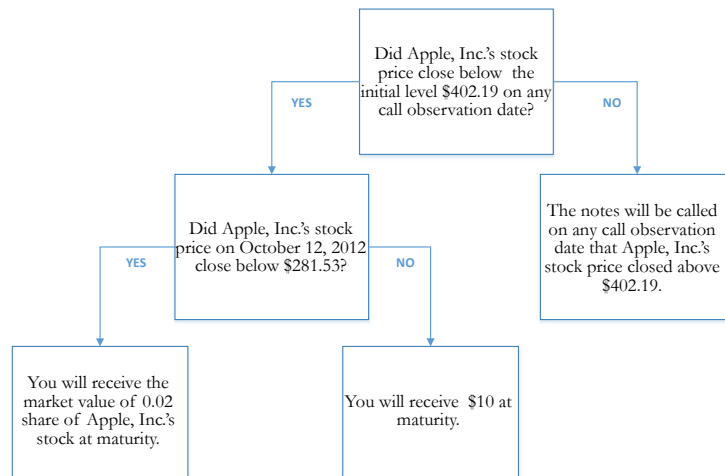 Did Apple, Inc.'s stock
price close below the
initial level $402.19 on any
call observation date?
YES
NO
Did Apple, Inc.'s stock
price on October 12, 2012
close below $281.53?
The notes will be called
on any call observation
date that Apple, Inc.'s
stock price closed above
$402.19.
YES
NO
You will receive the
market value of 0.02
share of Apple, Inc.'s
stock at maturity.
You will receive $10 at
maturity.